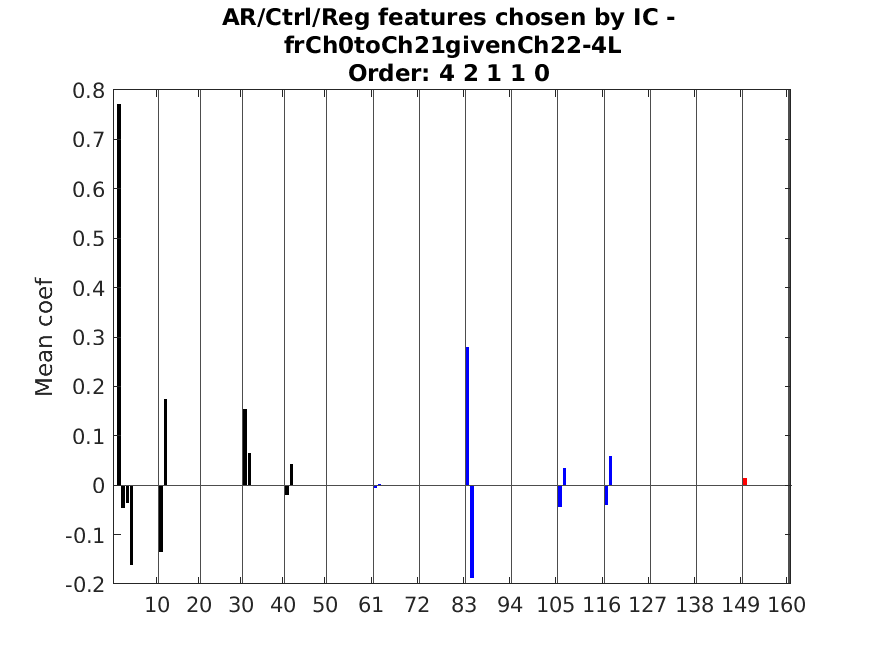 AR/Ctrl/Reg features chosen by IC -
frCh0toCh21givenCh22-4L
Order: 4 2 1 1 0
0.8
0.7
0.6
0.5
0.4
0.3
0.2
0.1
0
-0.1
-0.2
Mean coef
10 20 30 40 50 61 72 83 94 105 116 127 138 149 160